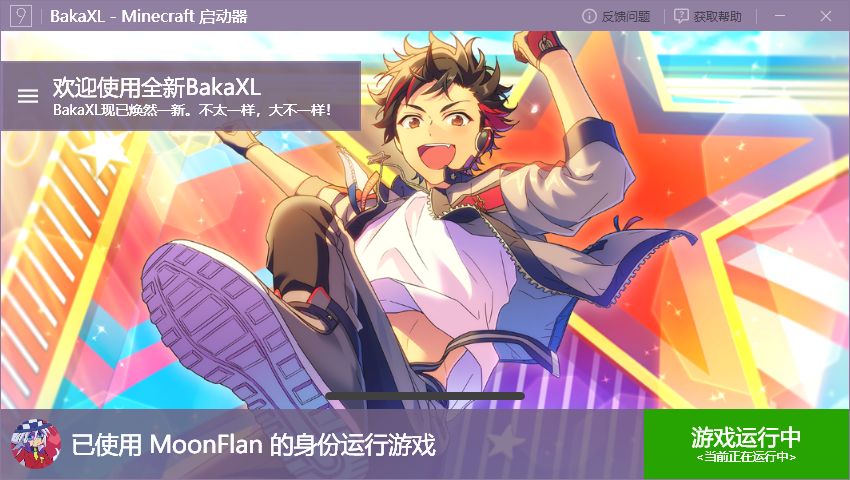 BakaXL - Minecraft 启动器
反馈问题
获取帮助
欢迎使用全新BakaXL
BakaXL现已焕然一新。不太一样，大不一样！
已使用 MoonFlan 的身份运行游戏
游戏运行中
<当前正在运行中>